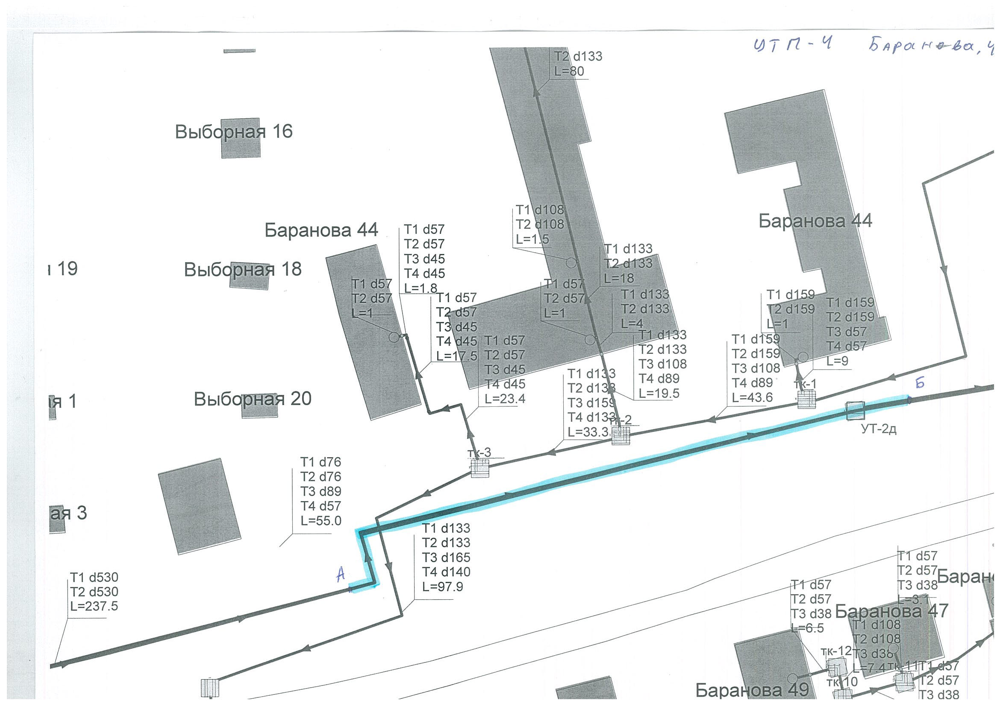 ЦТП-4 Баранова, 4
Т2 d133
L=80
Выборная 16
Т1 d108
Т2 d108
L=1.5
Баранова 44
Баранова 44
Т1 d57
Т2 d57
Т3 d45
Т4 d45
L=1.8
Т1 d133
Т2 d133
L=18
19
Выборная 18
Т1 d57
Т2 d57
L=1
Т1 d57
Т2 d57
Т3 d45
Т4 d45
L=17.5
Т1 d57
Т2 d57
L=1
Т1 d133
Т2 d133
L=4
Т1 d159
Т2 d159
L=1
Т1 d159
Т2 d159
Т3 d57
Т4 d57
L=9
Т1 d57
Т2 d57
Т3 d45
Т4 d45
L=23.4
Т1 d133
Т2 d133
Т3 d108
Т4 d89
L=19.5
Т1 d159
Т2 d159
Т3 d108
Т4 d89
L=43.6
Т1 d133
Т2 d133
Т3 d159
Т4 d133
L=33.3
тк-1
Б
ая 1
Выборная 20
тк-2
УТ-2д
тк-3
Т1 d76
Т2 d76
Т3 d89
Т4 d57
L=55.0
ая 3
Т1 d133
Т2 d133
Т3 d165
Т4 d140
L=97.9
А
Т1 d530
Т2 d530
L=237.5
Т1 d57
Т2 d57
Т3 d38
L=3.1
Баран
Т1 d57
Т2 d57
Т3 d38
L=6.5
Баранова 47
Т1 d108
Т2 d108
Т3 d38
L=7.4
тк-12
тк-11
Т1 d57
Т2 d57
Т3 d38
тк-10
Баранова 49